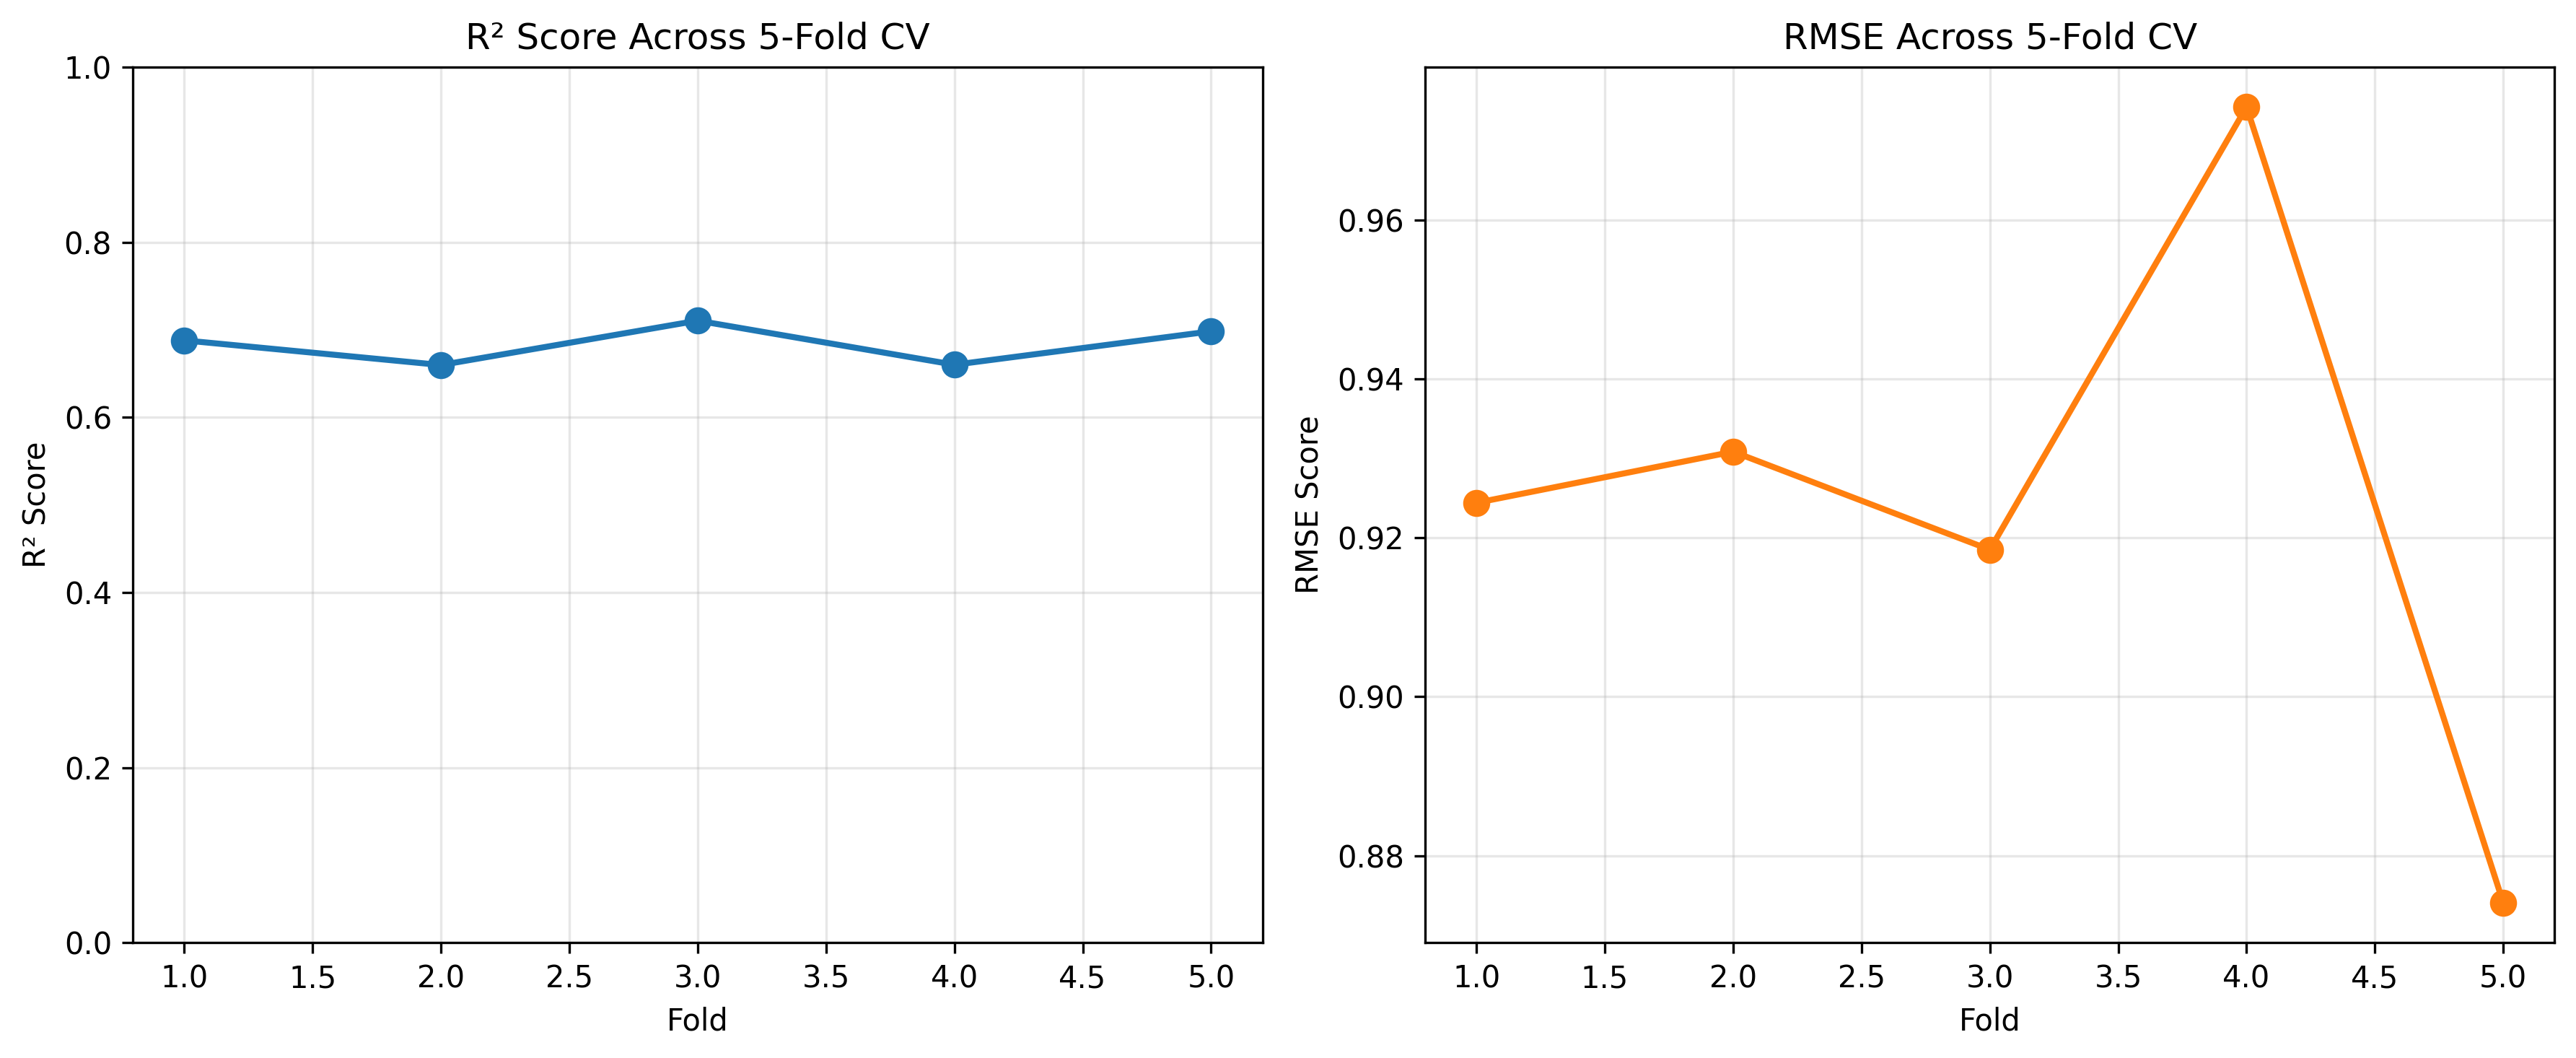 R² Score Across 5-Fold CV
R² Score
1.0
0.8
0.6
0.4
0.2
0.0
1.0 1.5 2.0 2.5 3.0 3.5 4.0 4.5 5.0
Fold
RMSE Across 5-Fold CV
RMSE Score
0.96
0.94
0.92
0.90
0.88
1.0 1.5 2.0 2.5 3.0 3.5 4.0 4.5 5.0
Fold